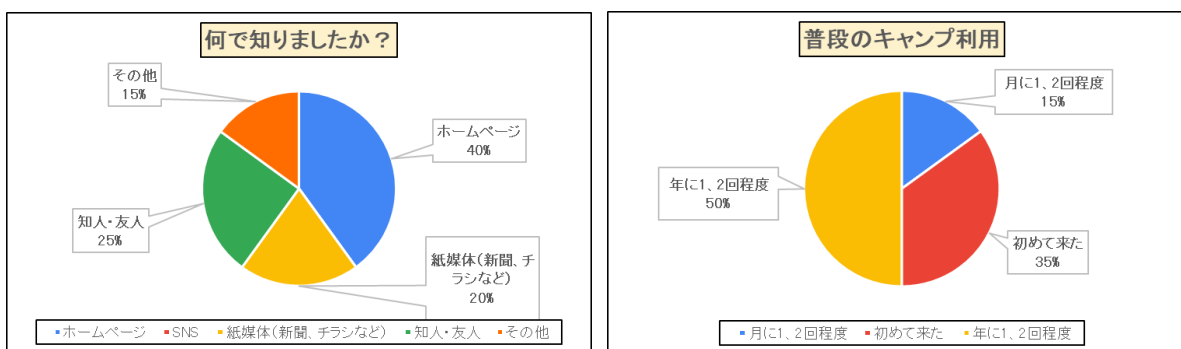 何で知りましたか？
その他
15%
ホームページ
40%
知人・友人
25%
紙媒体（新聞、チ
ラシなど）
20%
ホームページ SNS 紙媒体（新聞、チラシなど） 知人・友人 その他
普段のキャンプ利用
月に1、2回程度
15%
年に1、2回程度
50%
初めて来た
35%
月に1、2回程度 初めて来た 年に1、2回程度